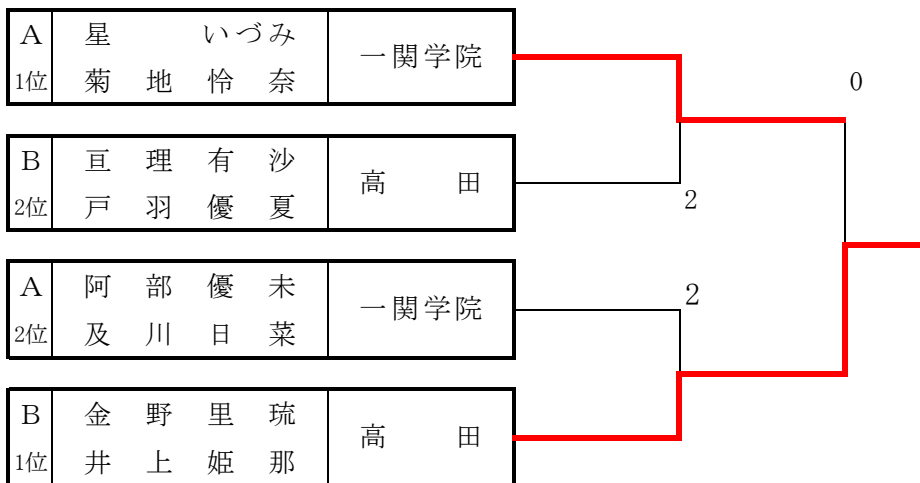 A 星 いづみ 一関学院
1位 菊地怜奈
0
B 亘理有沙 高田
2位 戸羽優夏
2
A 阿部優未 一関学院
2位 及川日菜
2
B 金野里琉 高田
1位 井上姫那